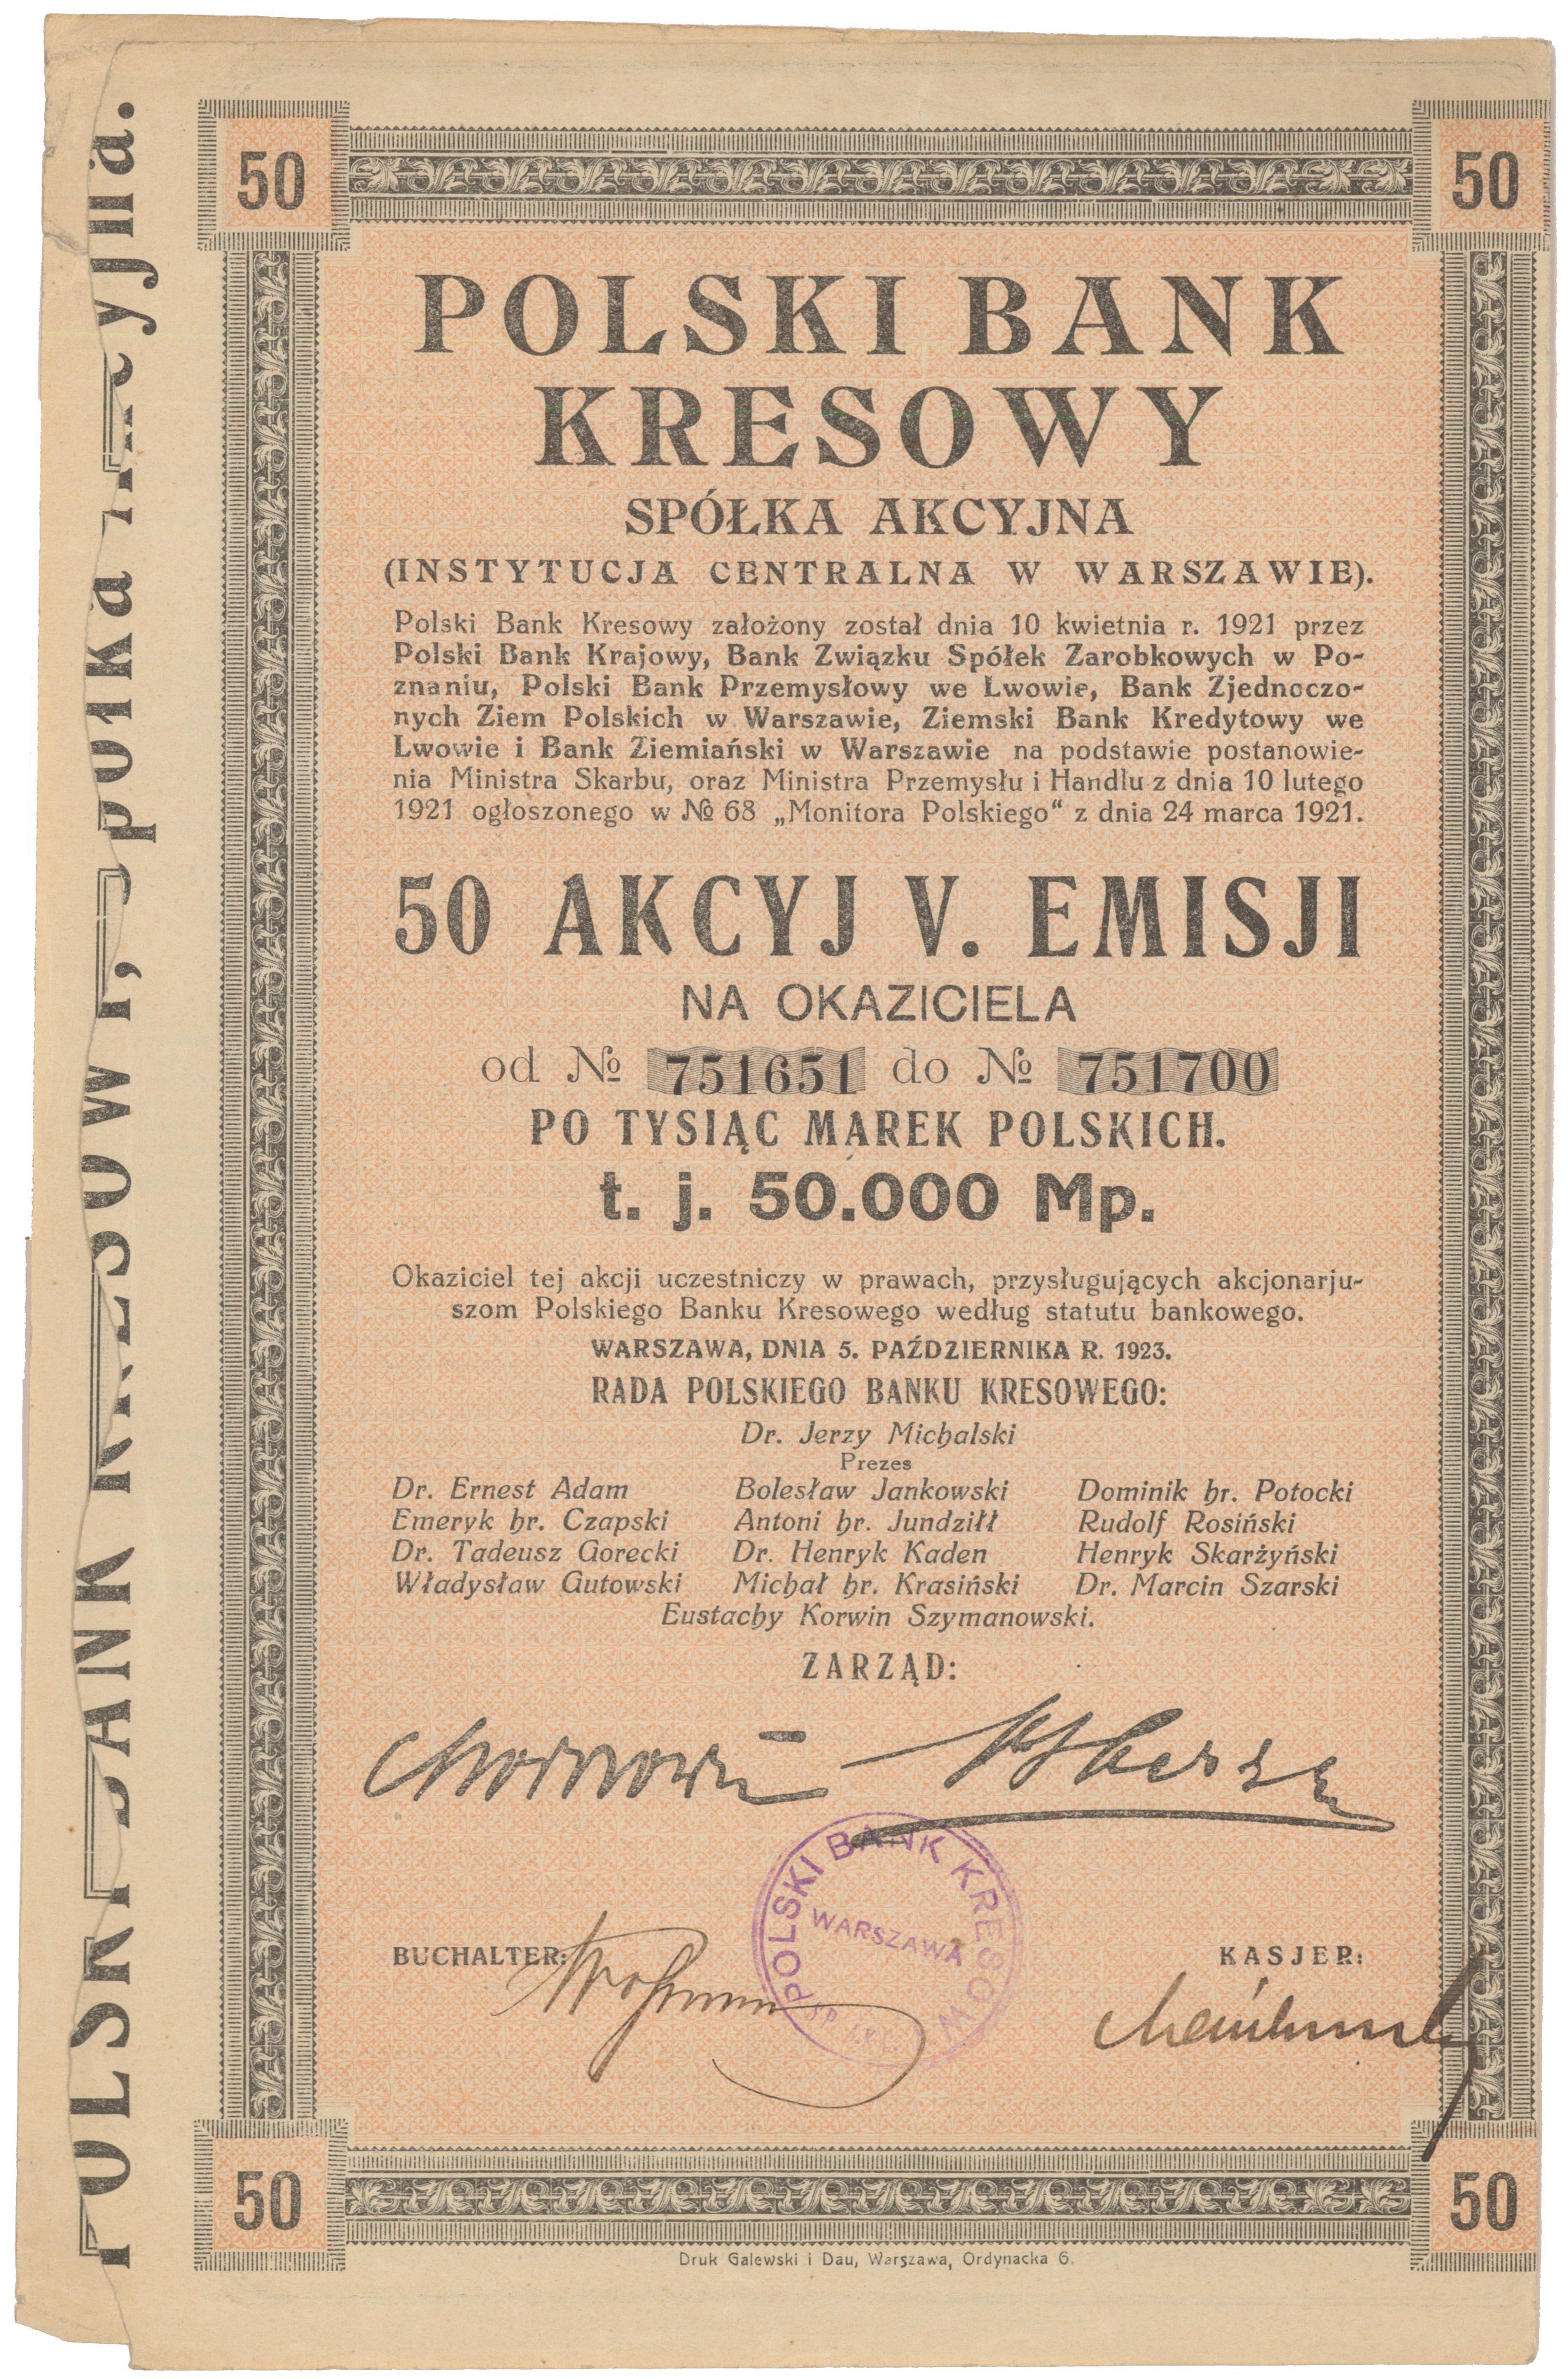 50
50
POLSKI BANK
KRESOWY
SPÓŁKA AKCYJNA
(INSTYTUCJA CENTRALNA W WARSZAWIE).
Polski Bank Kresowy założony został dnia 10 kwietnia r. 1921 przez
Polski Bank Krajowy, Bank Związku Spółek Zarobkowych w Po-
znaniu, Polski Bank Przemysłowy we Lwowie, Bank Zjednoczo-
nych Ziem Polskich w Warszawie, Ziemski Bank Kredytowy we
Lwowie i Bank Ziemiański w Warszawie na podstawie postanowie-
nia Ministra Skarbu, oraz Ministra Przemysłu i Handlu z dnia 10 lutego
1921 ogłoszonego w № 68 „Monitora Polskiego“ z dnia 24 marca 1921.
50 AKCYJ V. EMISJI
NA OKAZICIELA
od № 751651 do № 751700
PO TYSIĄC MAREK POLSKICH.
t. j. 50.000 Mp.
Okaziciel tej akcji uczestniczy w prawach, przysługujących akcjonarju-
szom Polskiego Banku Kresowego według statutu bankowego.
WARSZAWA, DNIA 5. PAŹDZIERNIKA R. 1923.
RADA POLSKIEGO BANKU KRESOWEGO:
Dr. Jerzy Michalski
Prezes
Dr. Ernest Adam Bolesław Jankowski Dominik hr. Potocki
Emeryk hr. Czapski Antoni hr. Jundziłł Rudolf Rosiński
Dr. Tadeusz Gorecki Dr. Henryk Kaden Henryk Skarżyński
Władysław Gutowski Michał hr. Krasiński Dr. Marcin Szarski
Eustachy Korwin Szymanowski.
ZARZĄD:
POLSKI BANK KRESOWY
WARSZAWA
SP. AKC.
BUCHALTER:
KASJER:
50
50
Druk Galewski i Dau, Warszawa, Ordynacka 6.
POLSKI BANK KRESOWY, Spółka Akcyjna.